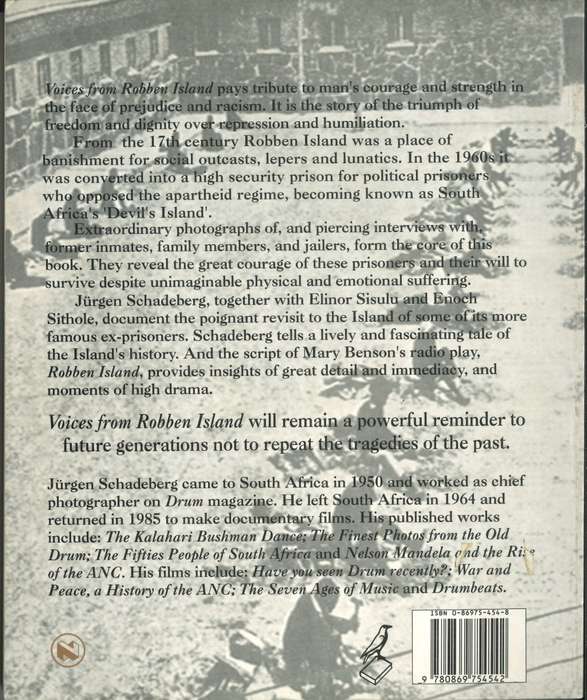 Voices from Robben Island pays tribute to man's courage and strength in
the face of prejudice and racism. It is the story of the triumph of
freedom and dignity over repression and humiliation.
From the 17th century Robben Island was a place of
banishment for social outcasts, lepers and lunatics. In the 1960s it
was converted into a high security prison for political prisoners
who opposed the apartheid regime, becoming known as South
Africa's 'Devil's Island'.
Extraordinary photographs of, and piercing interviews with,
former inmates, family members, and jailers, form the core of this
book. They reveal the great courage of these prisoners and their will to
survive despite unimaginable physical and emotional suffering.
Jürgen Schadeberg, together with Elinor Sisulu and Enoch
Sithole, document the poignant revisit to the Island of some of its more
famous ex-prisoners. Schadeberg tells a lively and fascinating tale of
the Island's history. And the script of Mary Benson's radio play,
Robben Island, provides insights of great detail and immediacy, and
moments of high drama.
Voices from Robben Island will remain a powerful reminder to
future generations not to repeat the tragedies of the past.
Jürgen Schadeberg came to South Africa in 1950 and worked as chief
photographer on Drum magazine. He left South Africa in 1964 and
returned in 1985 to make documentary films. His published works
include: The Kalahari Bushman Dance; The Finest Photos from the Old
Drum; The Fifties People of South Africa and Nelson Mandela and the Rise
of the ANC. His films include: Have you seen Drum recently?; War and
Peace, a History of the ANC; The Seven Ages of Music and Drumbeats.
ISBN 0-86975-454-8
9 780869 754542